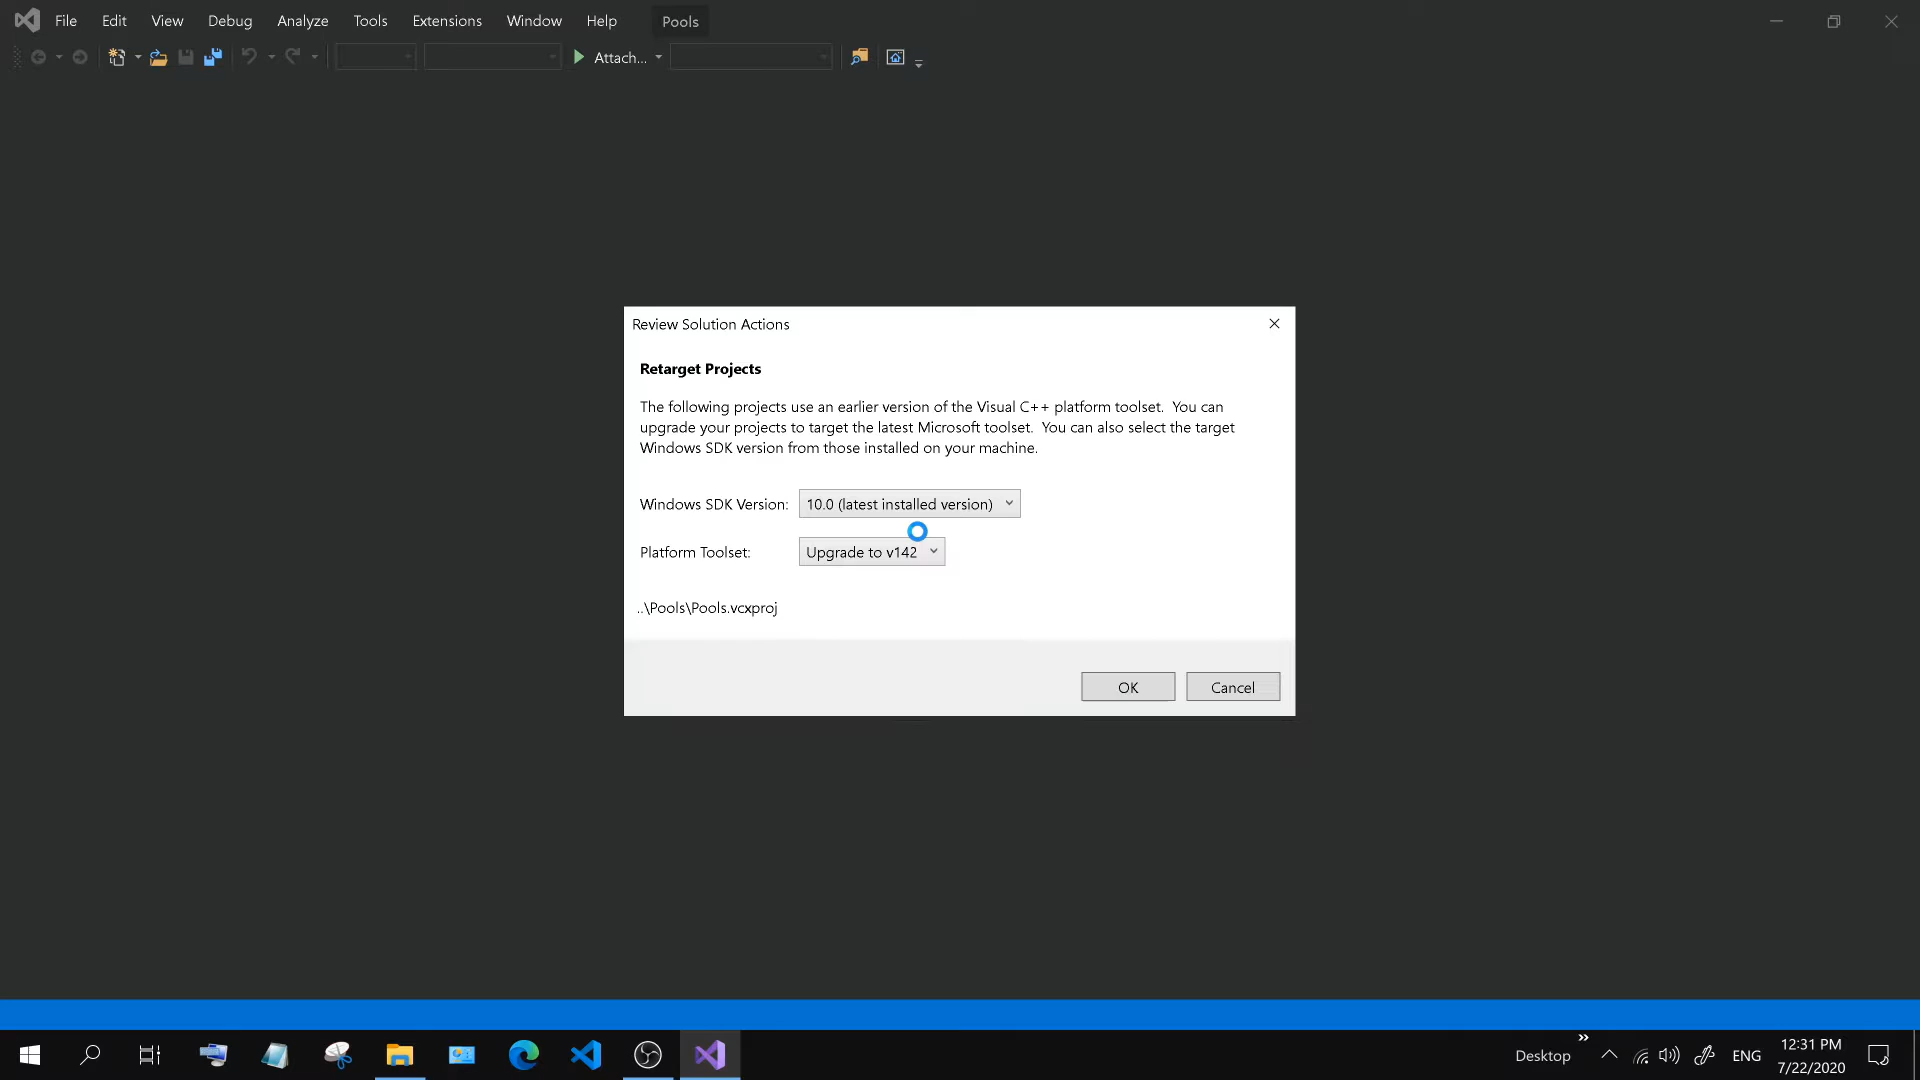 File Edit View Debug Analyze Tools Extensions Window Help Pools
Attach...
Review Solution Actions
Retarget Projects
The following projects use an earlier version of the Visual C++ platform toolset. You can
upgrade your projects to target the latest Microsoft toolset. You can also select the target
Windows SDK version from those installed on your machine.
Windows SDK Version: 10.0 (latest installed version)
Platform Toolset: Upgrade to v142
..\Pools\Pools.vcxproj
OK Cancel
Desktop ENG 12:31 PM
7/22/2020